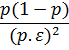 p(1 − p)
(p. ε)²